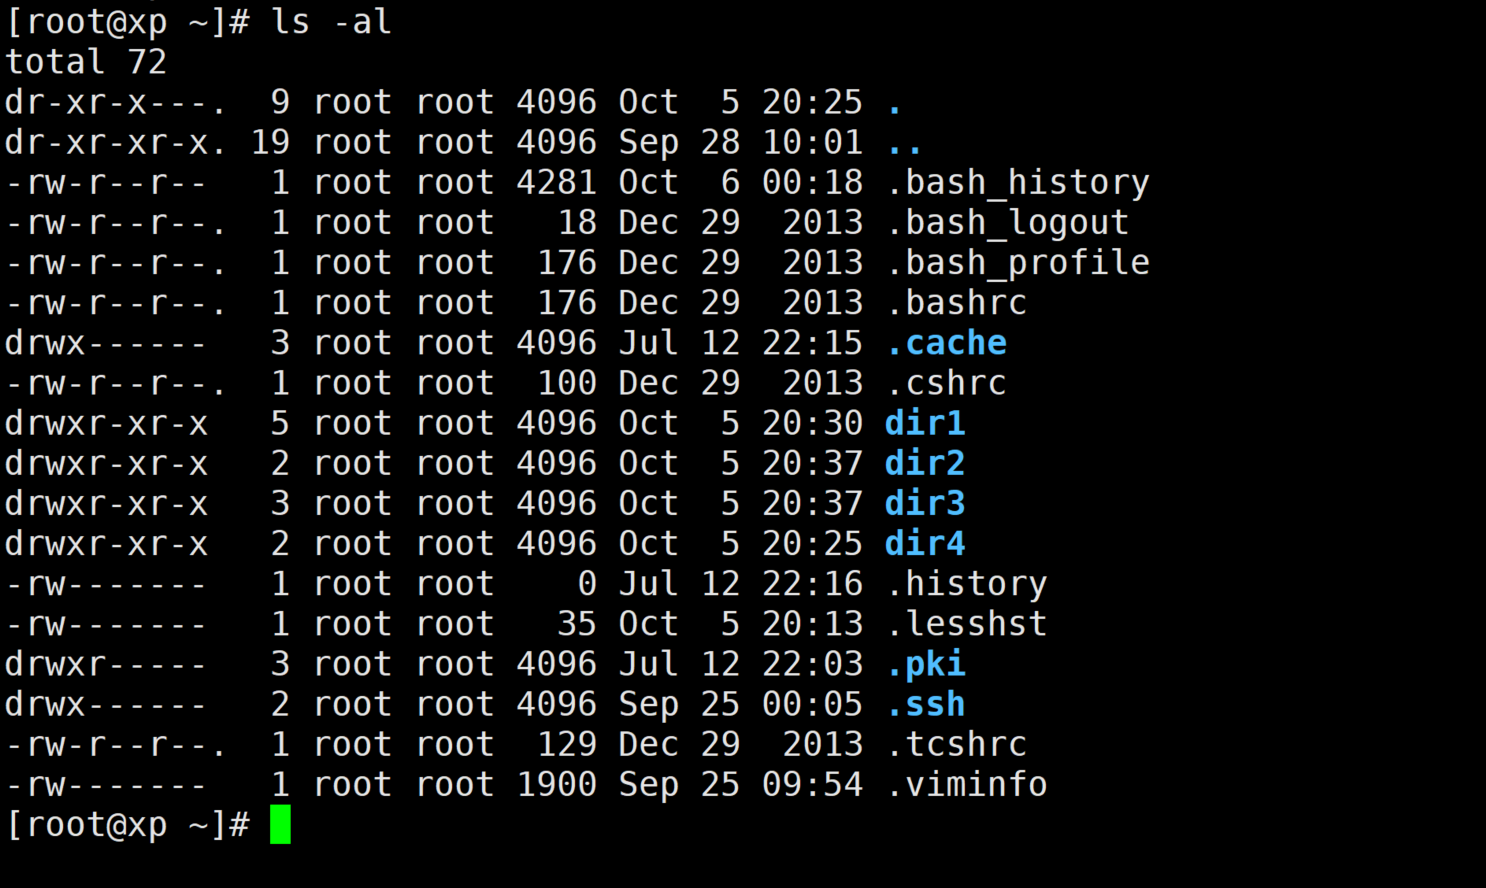 [root@xp ~]# ls -al
total 72
dr-xr-x---.  9 root root 4096 Oct  5 20:25 .
dr-xr-xr-x. 19 root root 4096 Sep 28 10:01 ..
-rw-r--r--   1 root root 4281 Oct  6 00:18 .bash_history
-rw-r--r--.  1 root root   18 Dec 29  2013 .bash_logout
-rw-r--r--.  1 root root  176 Dec 29  2013 .bash_profile
-rw-r--r--.  1 root root  176 Dec 29  2013 .bashrc
drwx------   3 root root 4096 Jul 12 22:15 .cache
-rw-r--r--.  1 root root  100 Dec 29  2013 .cshrc
drwxr-xr-x   5 root root 4096 Oct  5 20:30 dir1
drwxr-xr-x   2 root root 4096 Oct  5 20:37 dir2
drwxr-xr-x   3 root root 4096 Oct  5 20:37 dir3
drwxr-xr-x   2 root root 4096 Oct  5 20:25 dir4
-rw-------   1 root root    0 Jul 12 22:16 .history
-rw-------   1 root root   35 Oct  5 20:13 .lesshst
drwxr-----   3 root root 4096 Jul 12 22:03 .pki
drwx------   2 root root 4096 Sep 25 00:05 .ssh
-rw-r--r--.  1 root root  129 Dec 29  2013 .tcshrc
-rw-------   1 root root 1900 Sep 25 09:54 .viminfo
[root@xp ~]#